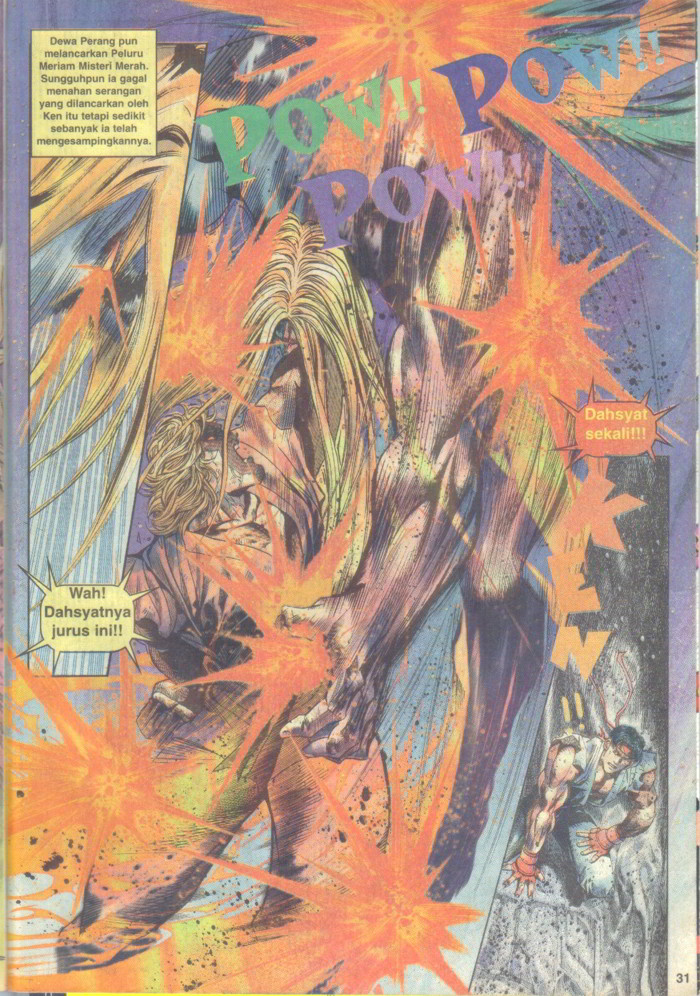 Dewa Perang pun
melancarkan Peluru
Meriam Misteri Merah.
Sungguhpun ia gagal
menahan serangan
yang dilancarkan oleh
Ken itu tetapi sedikit
sebanyak ia telah
mengesampingkannya.
POW!! POW!!
POW!!
Dahsyat
sekali!!!
KEN!!
Wah!
Dahsyatnya
jurus ini!!
31